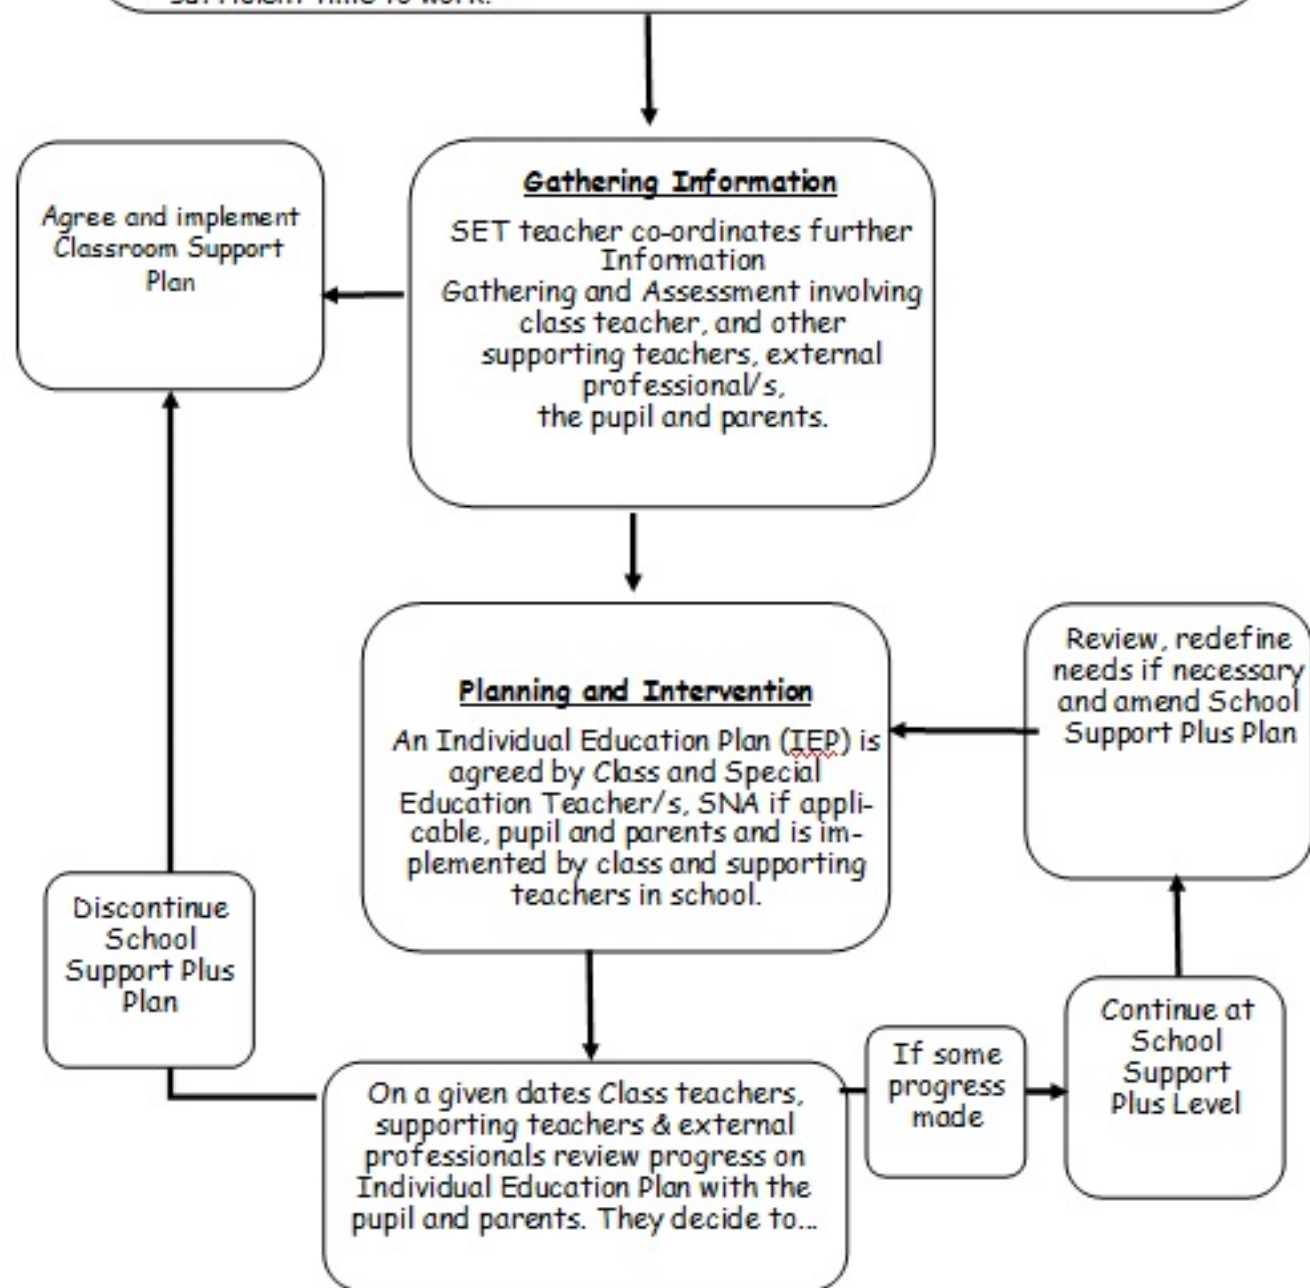 sufficient time to work.
Gathering Information
SET teacher co-ordinates further
Information
Gathering and Assessment involving
class teacher, and other
supporting teachers, external
professional/s,
the pupil and parents.
Agree and implement
Classroom Support
Plan
Planning and Intervention
An Individual Education Plan (IEP) is
agreed by Class and Special
Education Teacher/s, SNA if appli-
cable, pupil and parents and is im-
plemented by class and supporting
teachers in school.
Review, redefine
needs if necessary
and amend School
Support Plus Plan
Discontinue
School
Support Plus
Plan
On a given dates Class teachers,
supporting teachers & external
professionals review progress on
Individual Education Plan with the
pupil and parents. They decide to...
If some
progress
made
Continue at
School
Support
Plus Level